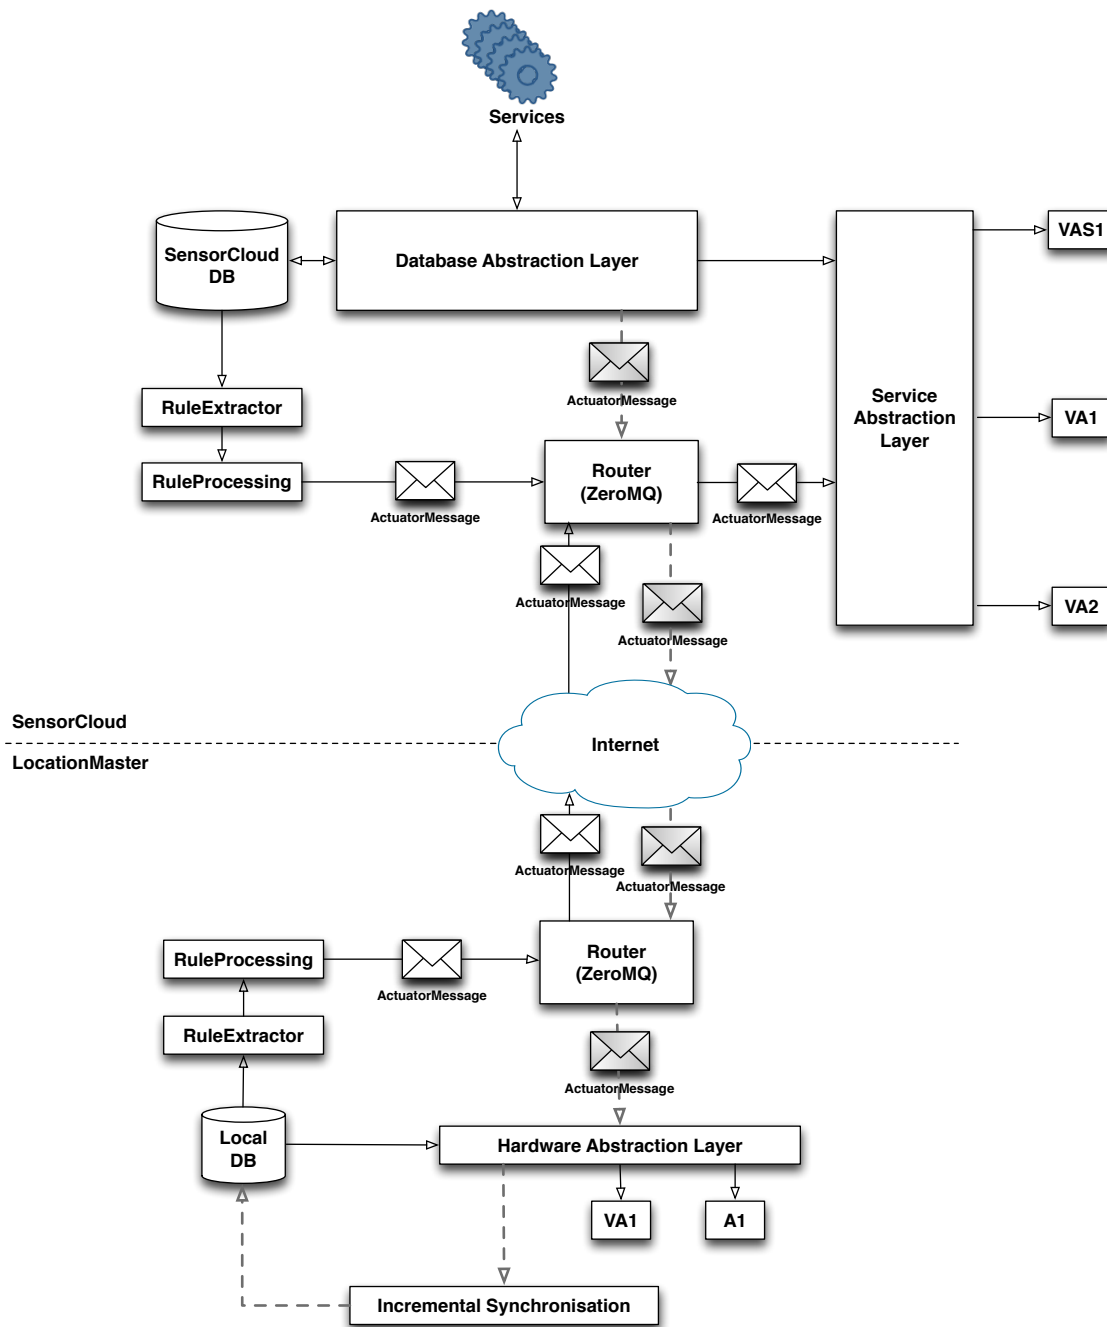 Services
SensorCloud
DB
Database Abstraction Layer
VAS1
ActuatorMessage
RuleExtractor
Service
Abstraction
Layer
VA1
RuleProcessing
ActuatorMessage
Router
(ZeroMQ)
ActuatorMessage
ActuatorMessage
ActuatorMessage
VA2
SensorCloud
Internet
LocationMaster
ActuatorMessage
ActuatorMessage
RuleProcessing
ActuatorMessage
Router
(ZeroMQ)
RuleExtractor
ActuatorMessage
Local
DB
Hardware Abstraction Layer
VA1
A1
Incremental Synchronisation